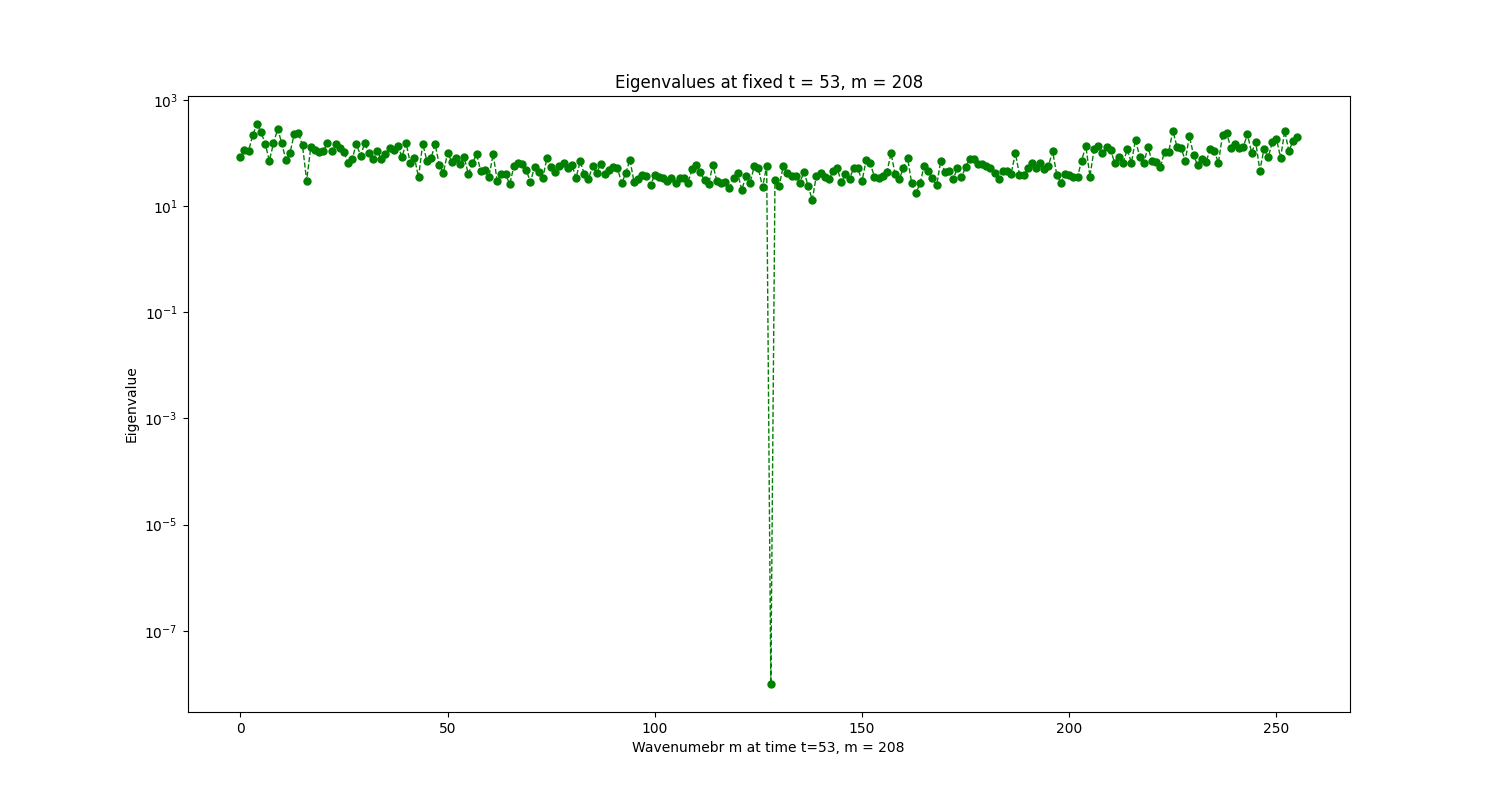 Eigenvalues at fixed t = 53, m = 208
10³
10¹
10⁻¹
10⁻³
10⁻⁵
10⁻⁷
Eigenvalue
0 50 100 150 200 250
Wavenumebr m at time t=53, m = 208